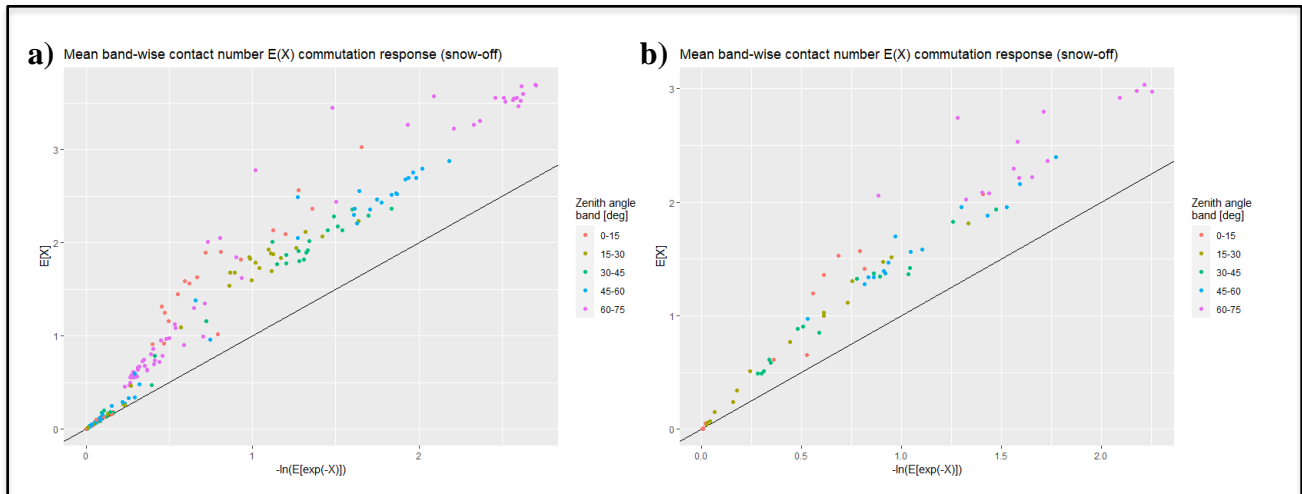 a) Mean band-wise contact number E(X) commutation response (snow-off)
E[X]
3
2
1
0
0
1
2
-ln(E[exp(-X)])
Zenith angle
band [deg]
0-15
15-30
30-45
45-60
60-75
b) Mean band-wise contact number E(X) commutation response (snow-off)
E[X]
3
2
1
0
0.0
0.5
1.0
1.5
2.0
-ln(E[exp(-X)])
Zenith angle
band [deg]
0-15
15-30
30-45
45-60
60-75